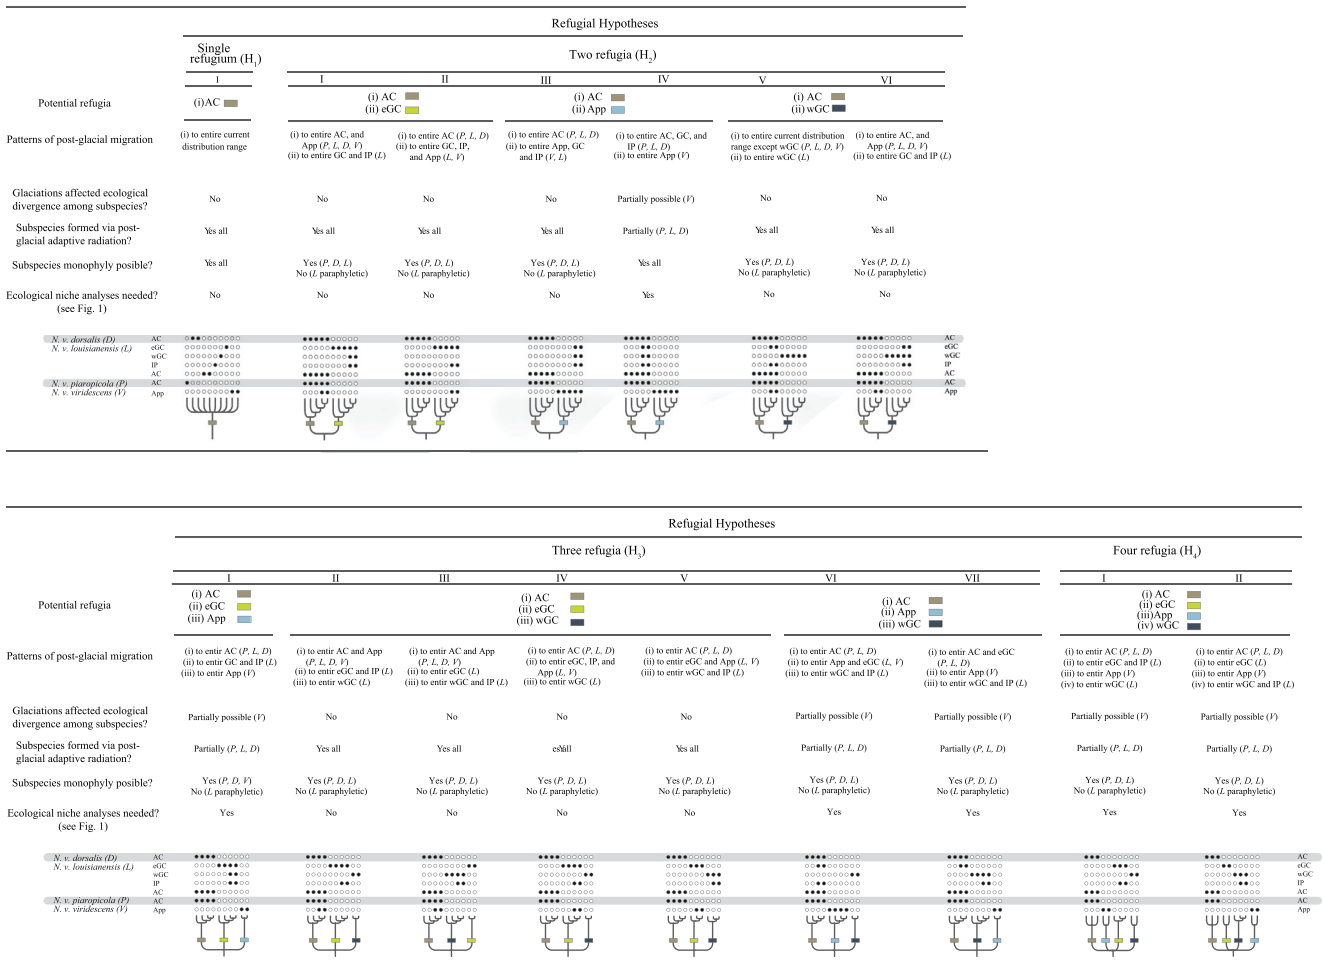 Refugial Hypotheses
Single refugium (H1)
Two refugia (H2)
I I II III IV V VI
Potential refugia
(i) AC
(i) AC
(ii) eGC
(i) AC
(ii) App
(i) AC
(ii) wGC
Patterns of post-glacial migration
(i) to entire current
distribution range
(i) to entire AC, and
App (P, L, D, V)
(ii) to entire GC and IP (L)
(i) to entire AC (P, L, D)
(ii) to entire GC, IP,
and App (L, V)
(i) to entire AC (P, L, D)
(ii) to entire App, GC
and IP (V, L)
(i) to entire AC, GC, and
IP (P, L, D)
(ii) to entire App (V)
(i) to entire current distribution
range except wGC (P, L, D, V)
(ii) to entire wGC (L)
(i) to entire AC, and
App (P, L, D, V)
(ii) to entire GC and IP (L)
Glaciations affected ecological
divergence among subspecies?
No No No No Partially possible (V) No No
Subspecies formed via post-
glacial adaptive radiation?
Yes all Yes all Yes all Yes all Partially (P, L, D) Yes all Yes all
Subspecies monophyly posible?
Yes all
Yes (P, D, L)
No (L paraphyletic)
Yes (P, D, L)
No (L paraphyletic)
Yes (P, D, L)
No (L paraphyletic)
Yes all
Yes (P, D, L)
No (L paraphyletic)
Yes (P, D, L)
No (L paraphyletic)
Ecological niche analyses needed?
(see Fig. 1)
No No No No Yes No No
N. v. dorsalis (D) AC AC
N. v. louisianensis (L) eGC eGC
wGC wGC
IP IP
AC AC
N. v. piaropicola (P) AC AC
N. v. viridescens (V) App App
Refugial Hypotheses
Three refugia (H3)
Four refugia (H4)
I II III IV V VI VII I II
Potential refugia
(i) AC
(ii) eGC
(iii) App
(i) AC
(ii) eGC
(iii) wGC
(i) AC
(ii) App
(iii) wGC
(i) AC
(ii) eGC
(iii)App
(iv) wGC
Patterns of post-glacial migration
(i) to entir AC (P, L, D)
(ii) to entir GC and IP (L)
(iii) to entir App (V)
(i) to entir AC and App
(P, L, D, V)
(ii) to entir eGC and IP (L)
(iii) to entir wGC (L)
(i) to entir AC and App
(P, L, D, V)
(ii) to entir eGC (L)
(iii) to entir wGC and IP (L)
(i) to entir AC (P, L, D)
(ii) to entir eGC, IP, and
App (L, V)
(iii) to entir wGC (L)
(i) to entir AC (P, L, D)
(ii) to entir eGC and App (L, V)
(iii) to entir wGC and IP (L)
(i) to entir AC (P, L, D)
(ii) to entir App and eGC (L, V)
(iii) to entir wGC and IP (L)
(i) to entir AC and eGC
(P, L, D)
(ii) to entir App (V)
(iii) to entir wGC and IP (L)
(i) to entir AC (P, L, D)
(ii) to entir eGC and IP (L)
(iii) to entir App (V)
(iv) to entir wGC (L)
(i) to entir AC (P, L, D)
(ii) to entir eGC (L)
(iii) to entir App (V)
(iv) to entir wGC and IP (L)
Glaciations affected ecological
divergence among subspecies?
Partially possible (V) No No No No Partially possible (V) Partially possible (V) Partially possible (V) Partially possible (V)
Subspecies formed via post-
glacial adaptive radiation?
Partially (P, L, D) Yes all Yes all Yes all Partially (P, L, D) Partially (P, L, D) Partially (P, L, D) Partially (P, L, D)
Subspecies monophyly posible?
Yes (P, D, V) Yes (P, D, L) Yes (P, D, L) Yes (P, D, L) Yes (P, D, L) Yes (P, D, L) Yes (P, D, L) Yes (P, D, L) Yes (P, D, L)
No (L paraphyletic) No (L paraphyletic) No (L paraphyletic) No (L paraphyletic) No (L paraphyletic) No (L paraphyletic) No (L paraphyletic) No (L paraphyletic) No (L paraphyletic)
Ecological niche analyses needed?
(see Fig. 1)
Yes No No No No Yes Yes Yes Yes
N. v. dorsalis (D) AC AC
N. v. louisianensis (L) eGC eGC
wGC wGC
IP IP
AC AC
N. v. piaropicola (P) AC AC
N. v. viridescens (V) App App